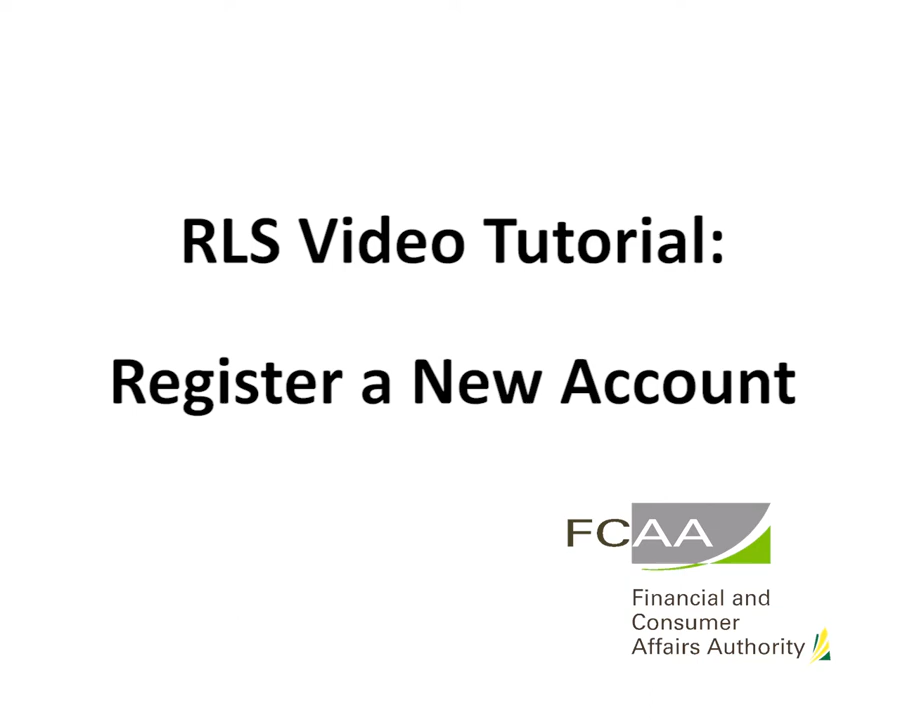 RLS Video Tutorial:
Register a New Account
FCAA
Financial and
Consumer
Affairs Authority